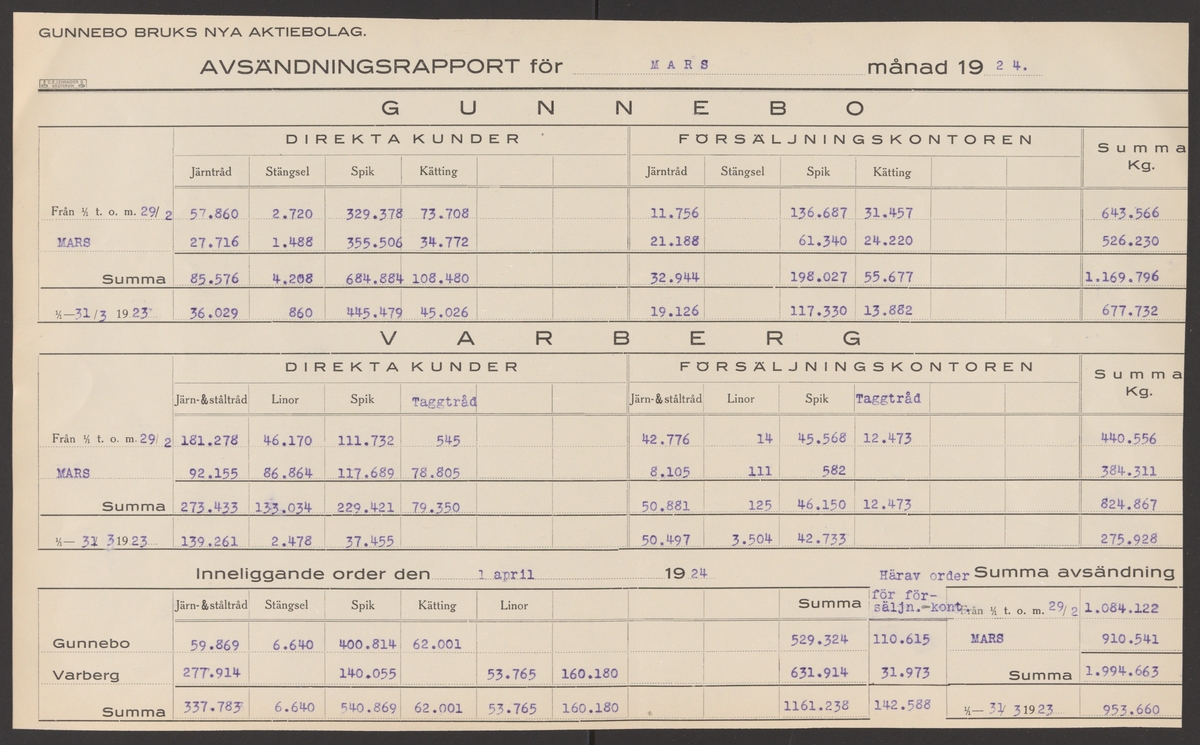 GUNNEBO BRUKS NYA AKTIEBOLAG.
AVSÄNDNINGSRAPPORT för MARS månad 1924.
GUNNEBO
DIREKTA KUNDER FÖRSÄLJNINGSKONTOREN Summa Kg.
Järntråd Stängsel Spik Kätting Järntråd Stängsel Spik Kätting
Från 1/1 t. o. m. 29/2 57.860 2.720 329.378 73.708 11.756 136.687 31.457 643.566
MARS 27.716 1.488 355.506 34.772 21.188 61.340 24.220 526.230
Summa 85.576 4.208 684.884 108.480 32.944 198.027 55.677 1.169.796
1/1—31/3 1923 36.029 860 445.479 45.026 19.126 117.330 13.882 677.732
VARBERG
DIREKTA KUNDER FÖRSÄLJNINGSKONTOREN Summa Kg.
Järn-&ståltråd Linor Spik Taggtråd Järn-&ståltråd Linor Spik Taggtråd
Från 1/1 t. o. m. 29/2 181.278 46.170 111.732 545 42.776 14 45.568 12.473 440.556
MARS 92.155 86.864 117.689 78.805 8.105 111 582 384.311
Summa 273.433 133.034 229.421 79.350 50.881 125 46.150 12.473 824.867
1/1— 31/3 1923 139.261 2.478 37.455 50.497 3.504 42.733 275.928
Inneliggande order den 1 april 1924 Härav order Summa avsändning
Järn-&ståltråd Stängsel Spik Kätting Linor Summa för för-
säljn.-kont. Från 1/1 t. o. m. 29/2 1.084.122
Gunnebo 59.869 6.640 400.814 62.001 529.324 110.615 MARS 910.541
Varberg 277.914 140.055 53.765 160.180 631.914 31.973 Summa 1.994.663
Summa 337.783 6.640 540.869 62.001 53.765 160.180 1161.238 142.588 1/1— 31/3 1923 953.660